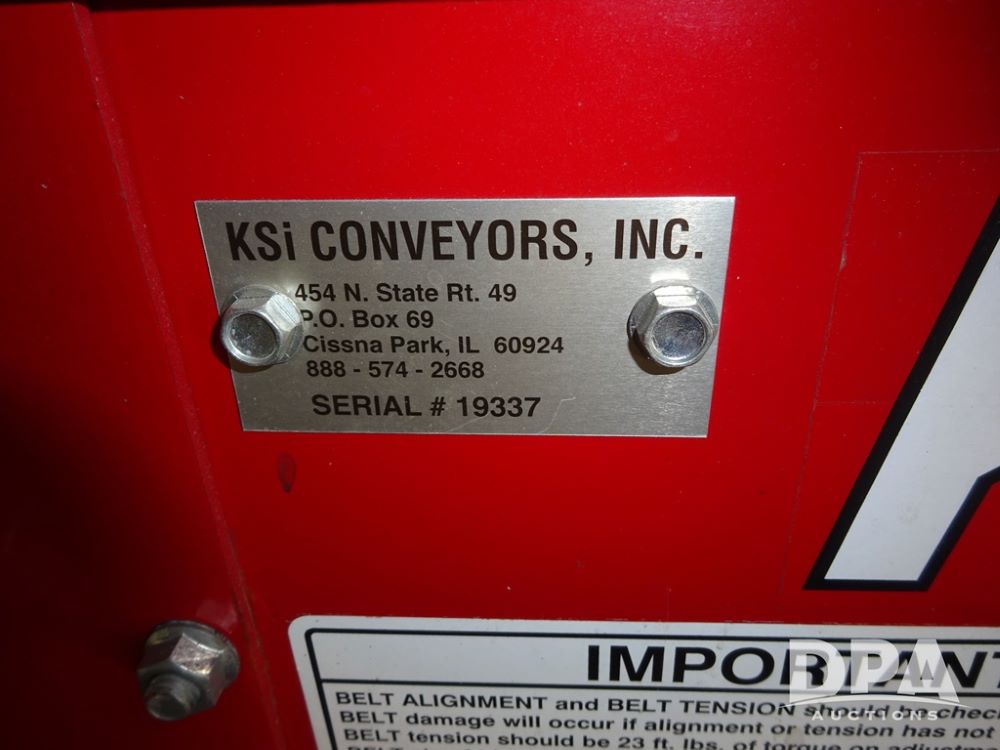 KSi CONVEYORS, INC.
454 N. State Rt. 49
P.O. Box 69
Cissna Park, IL 60924
888 - 574 - 2668
SERIAL # 19337
IMPORTANT
BELT ALIGNMENT and BELT TENSION should be
BELT damage will occur if alignment or tension has not
BELT tension should be 23 ft. lbs. of torque on
DPA
AUCTIONS